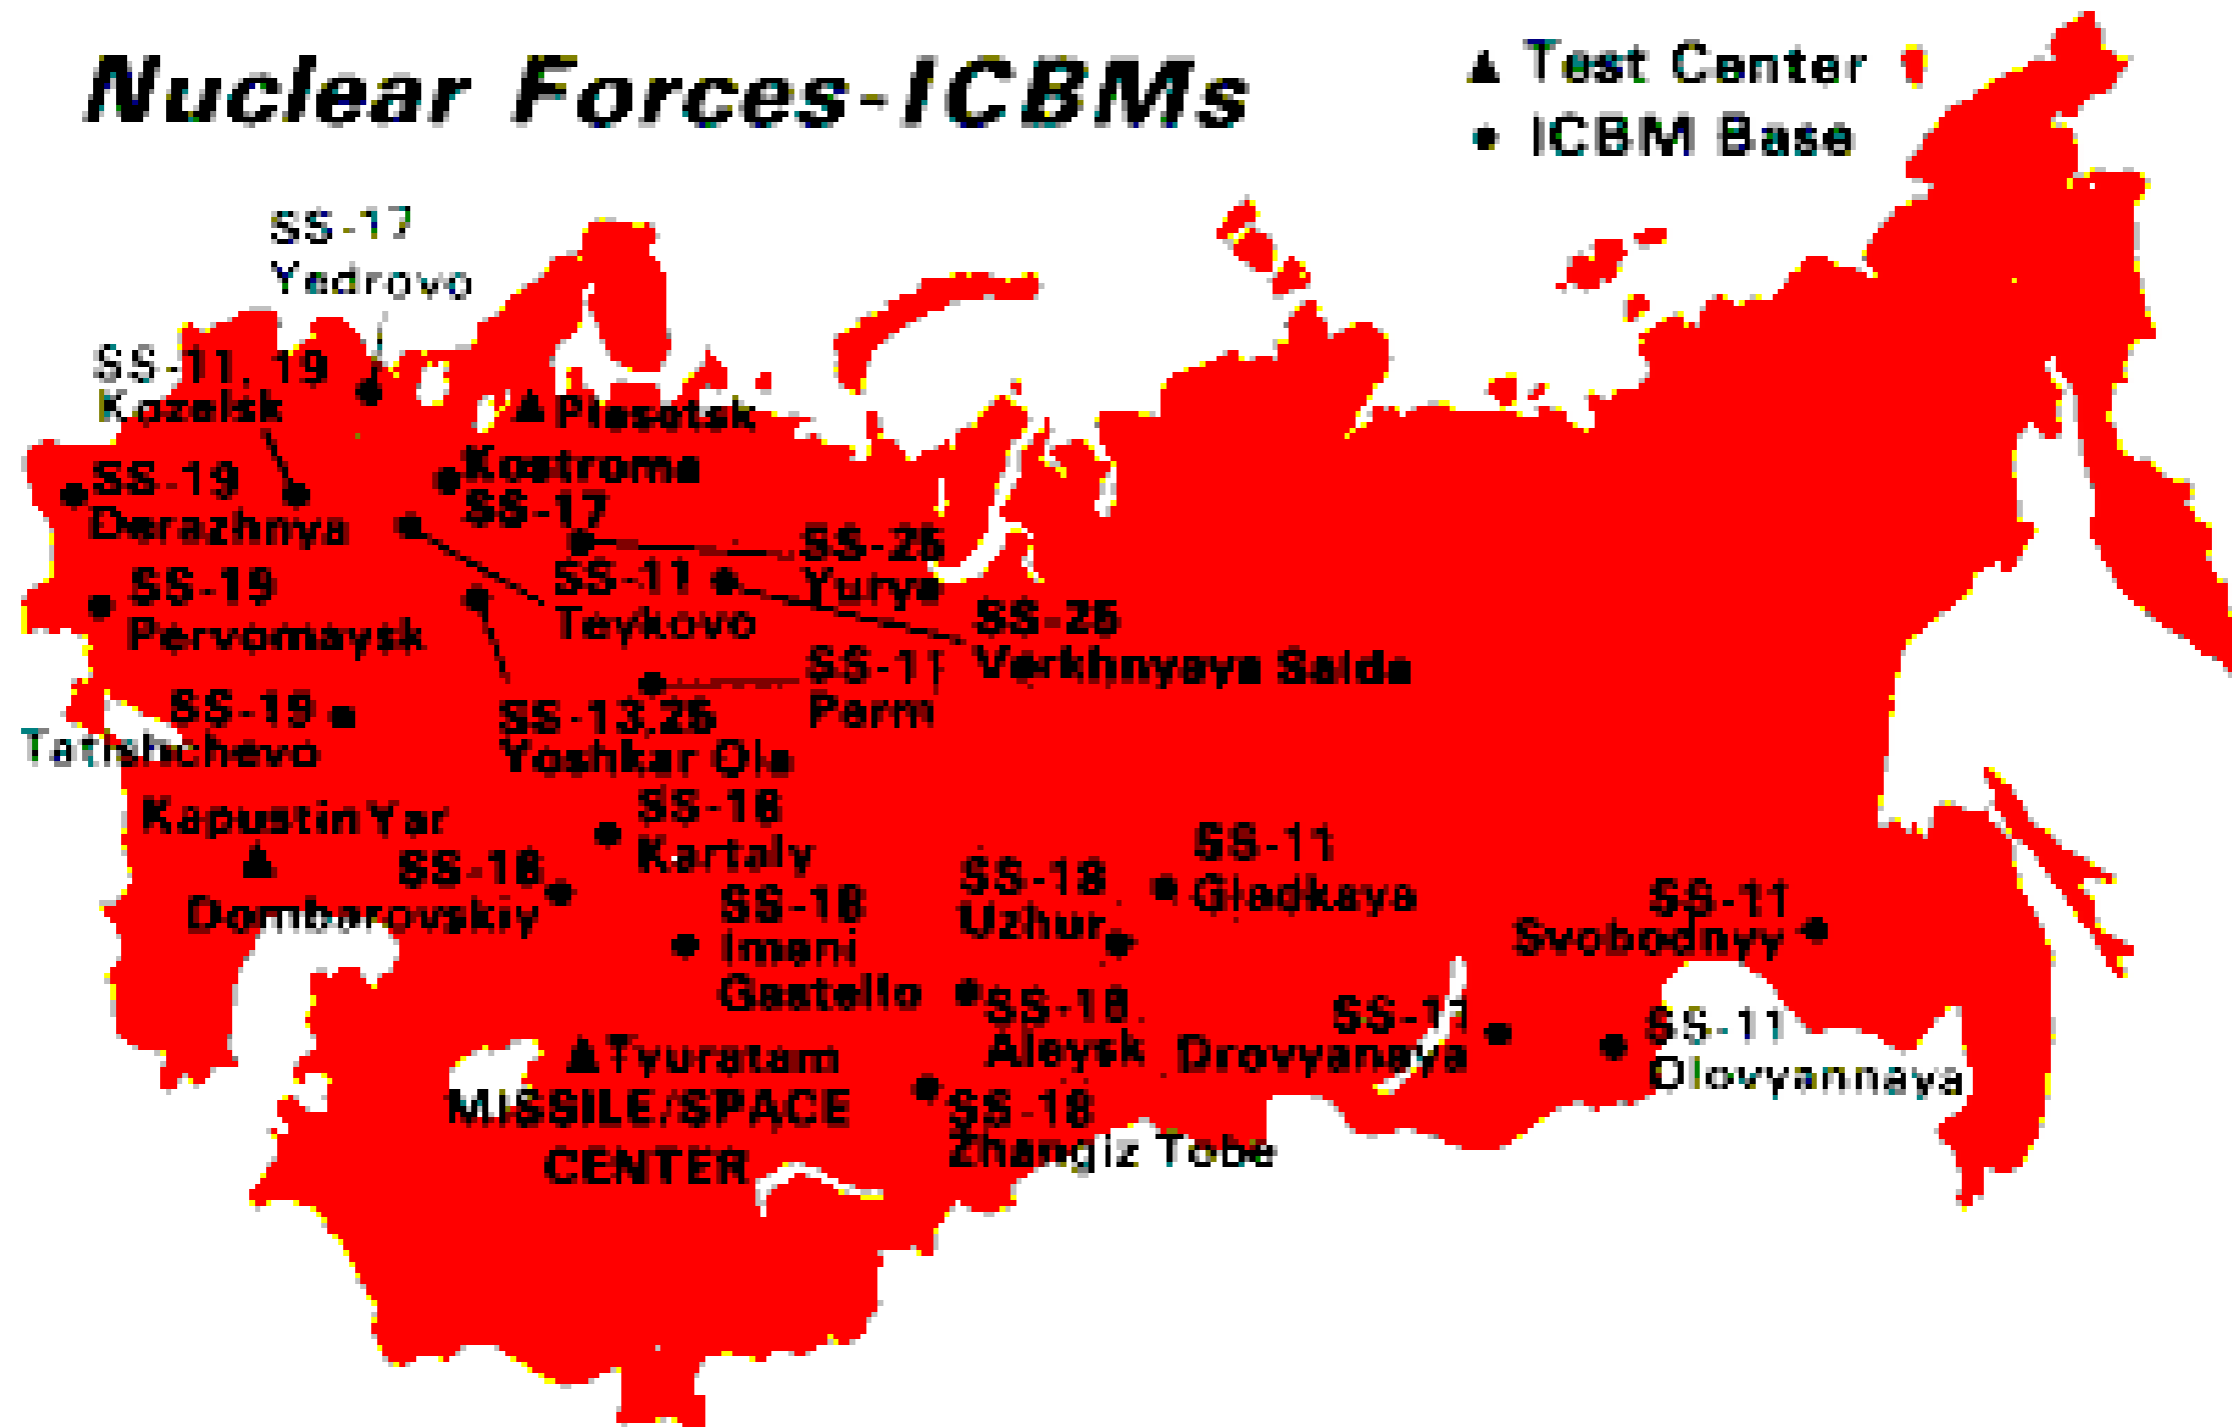 Nuclear Forces-ICBMs
▲ Test Center
● ICBM Base
SS-17
Yedrovo
SS-11, 19
Kozelsk
Plesetsk
Kostroma
SS-17
SS-19
Derazhnya
SS-25
Yurya
SS-11
Teykovo
SS-19
Pervomaysk
SS-25
Verkhnyaya Salda
SS-11
Perm
SS-19
Tatishchevo
SS-13,25
Yoshkar Ola
Kapustin Yar
SS-18
Kartaly
SS-18
Dombarovskiy
SS-18
Imeni
Gastello
SS-18
Uzhur
SS-11
Gladkaya
SS-11
Svobodnyy
SS-18
Aleysk
SS-11
Drovyanaya
SS-11
Olovyannaya
Tyuratam
MISSILE/SPACE
CENTER
SS-18
Zhangiz Tobe